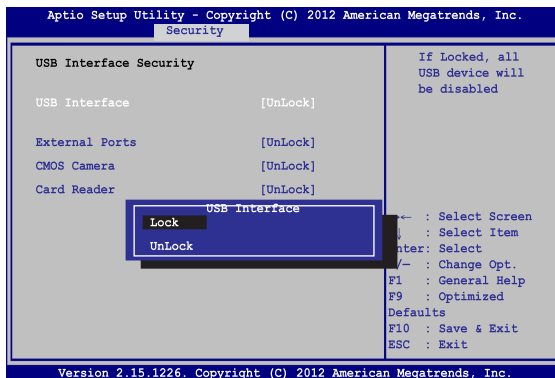 Aptio Setup Utility - Copyright (C) 2012 American Megatrends, Inc.
Security
USB Interface Security
USB Interface [UnLock]
External Ports [UnLock]
CMOS Camera [UnLock]
Card Reader [UnLock]
USB Interface
Lock
UnLock
If Locked, all
USB device will
be disabled
: Select Screen
: Select Item
: Select
: Change Opt.
F1 : General Help
F9 : Optimized
Defaults
F10 : Save & Exit
ESC : Exit
Version 2.15.1226. Copyright (C) 2012 American Megatrends, Inc.